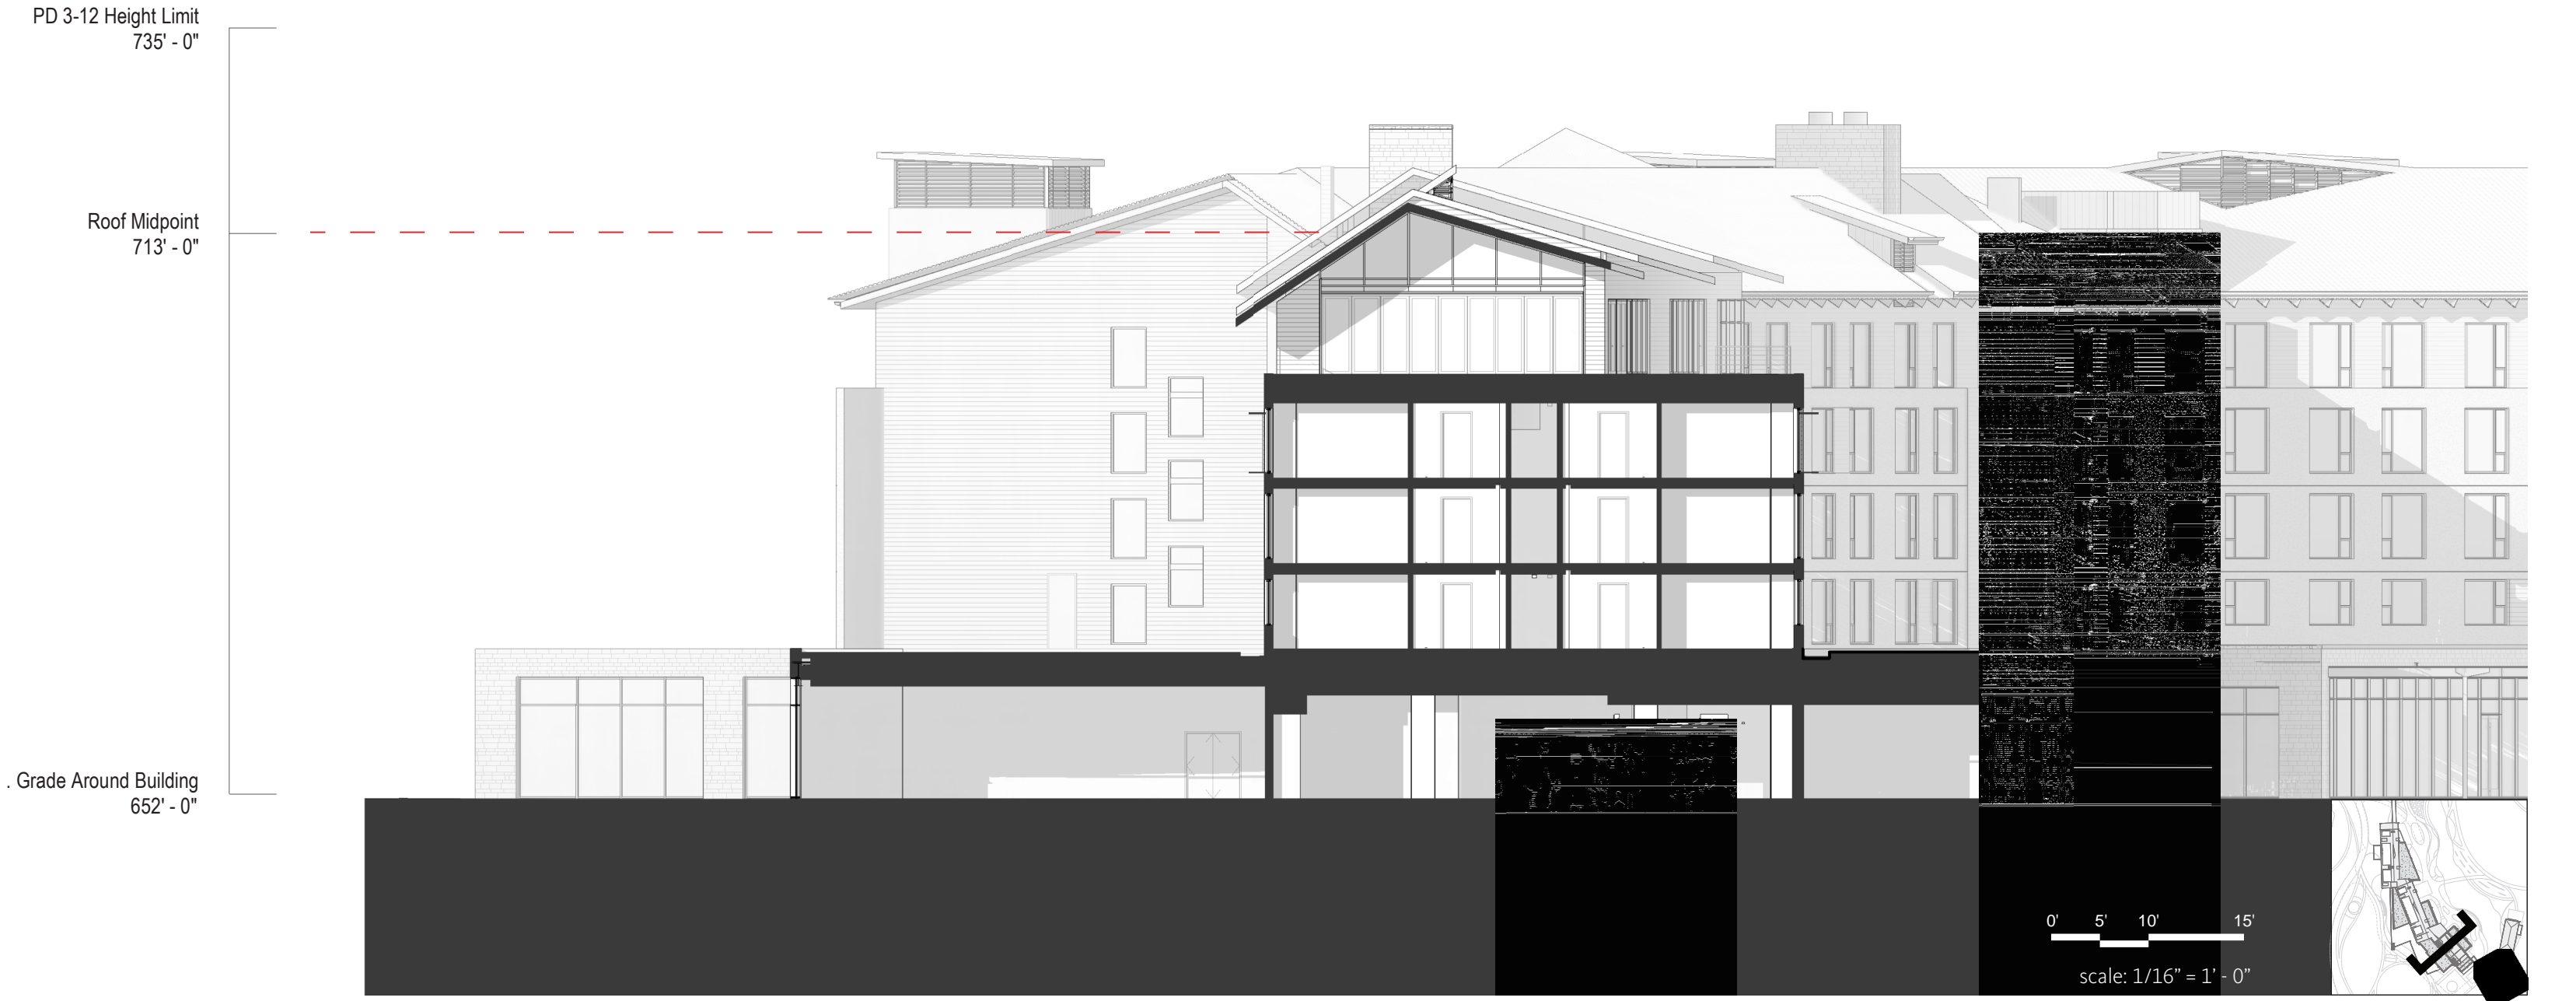 PD 3-12 Height Limit
735' - 0"
Roof Midpoint
713' - 0"
. Grade Around Building
652' - 0"
0' 5' 10' 15'
scale: 1/16” = 1’ - 0”